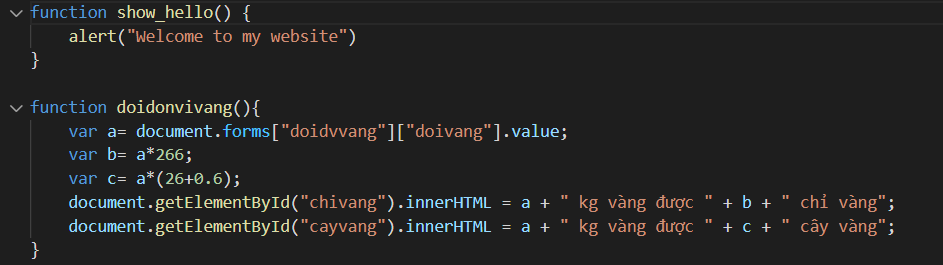 function show_hello() {
alert("Welcome to my website")
}
function doidonvivang(){
var a= document.forms["doidvvang"]["doivang"].value;
var b= a*266;
var c= a*(26+0.6);
document.getElementById("chivang").innerHTML = a + " kg vàng được " + b + " chỉ vàng";
document.getElementById("cayvang").innerHTML = a + " kg vàng được " + c + " cây vàng";
}